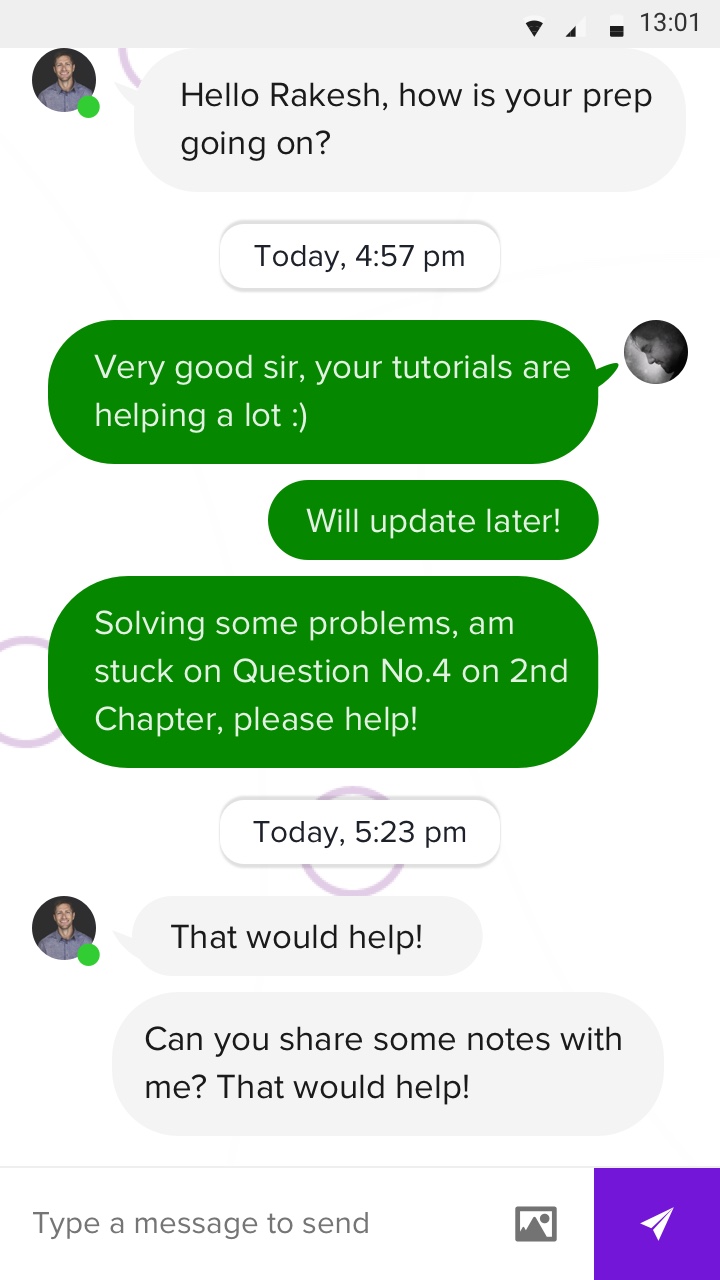 13:01
Hello Rakesh, how is your prep
going on?
Today, 4:57 pm
Very good sir, your tutorials are
helping a lot :)
Will update later!
Solving some problems, am
stuck on Question No.4 on 2nd
Chapter, please help!
Today, 5:23 pm
That would help!
Can you share some notes with
me? That would help!
Type a message to send